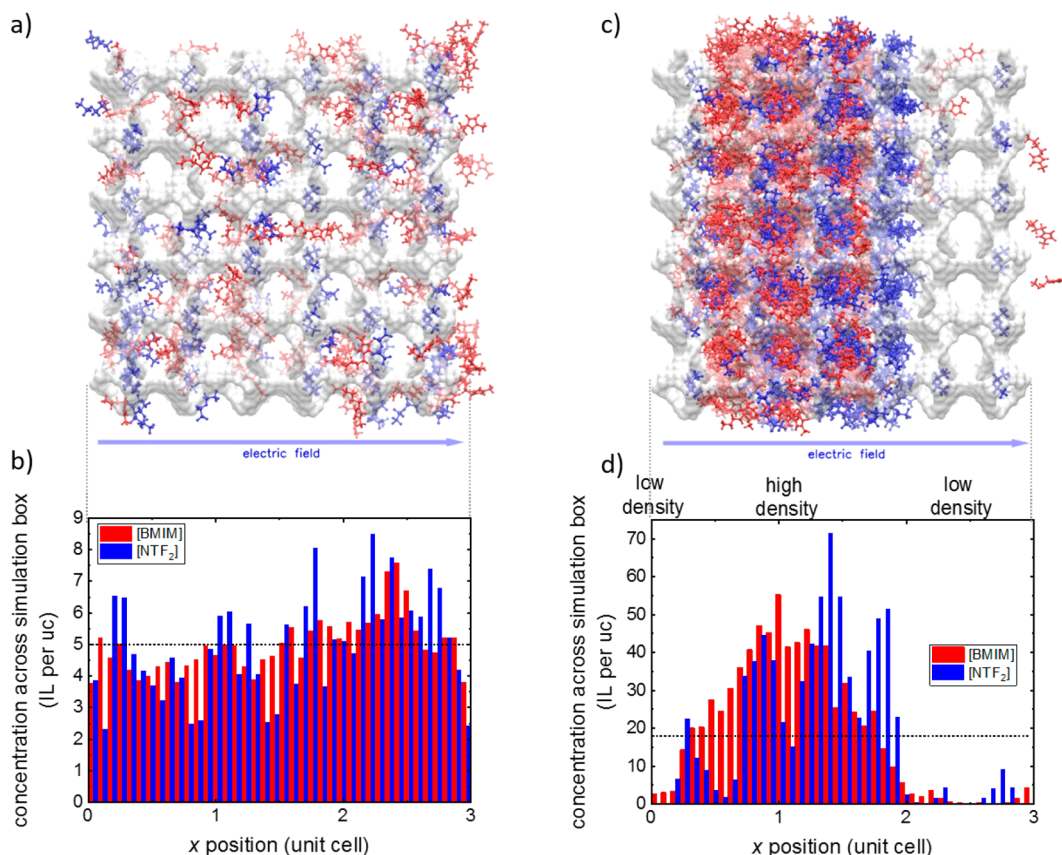 a)
c)
electric field
electric field
b)
d)
low density
high density
low density
concentration across simulation box
(IL per uc)
9
8
7
6
5
4
3
2
1
0
[BMIM]
[NTF₂]
0
1
2
3
x position (unit cell)
concentration across simulation box
(IL per uc)
70
60
50
40
30
20
10
0
[BMIM]
[NTF₂]
0
1
2
3
x position (unit cell)